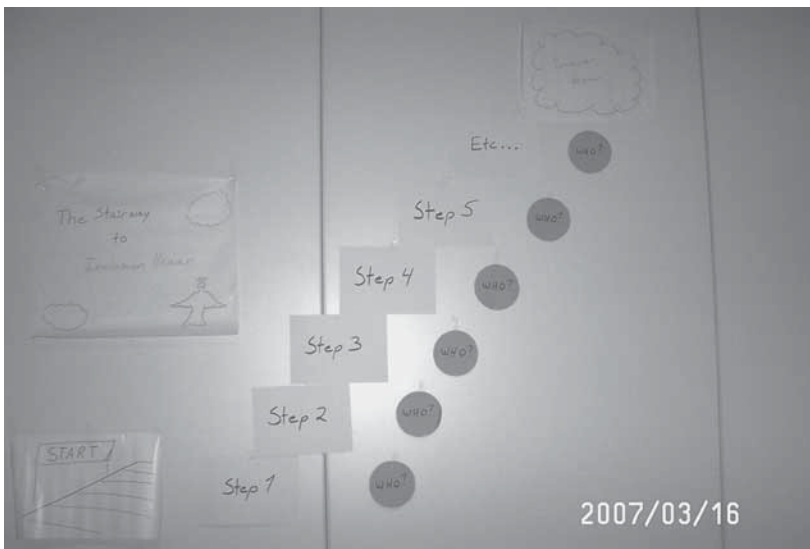 Etc...
WHO?
Step 5
WHO?
The Stairway
to
Heaven
Step 4
WHO?
Step 3
WHO?
Step 2
WHO?
START
Step 1
WHO?
2007/03/16